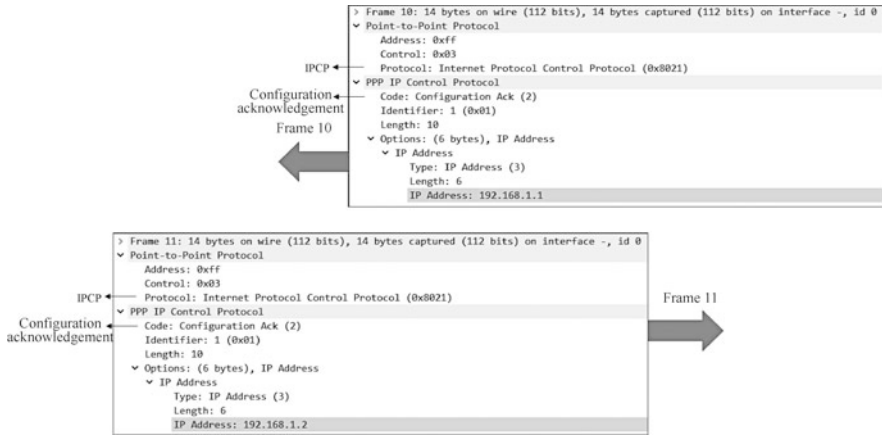 > Frame 10: 14 bytes on wire (112 bits), 14 bytes captured (112 bits) on interface -, id 0
Point-to-Point Protocol
Address: 0xff
Control: 0x03
IPCP
Protocol: Internet Protocol Control Protocol (0x8021)
PPP IP Control Protocol
Configuration
acknowledgement
Code: Configuration Ack (2)
Identifier: 1 (0x01)
Length: 10
Frame 10
Options: (6 bytes), IP Address
IP Address
Type: IP Address (3)
Length: 6
IP Address: 192.168.1.1
> Frame 11: 14 bytes on wire (112 bits), 14 bytes captured (112 bits) on interface -, id 0
Point-to-Point Protocol
Address: 0xff
Control: 0x03
IPCP
Protocol: Internet Protocol Control Protocol (0x8021)
Frame 11
PPP IP Control Protocol
Configuration
acknowledgement
Code: Configuration Ack (2)
Identifier: 1 (0x01)
Length: 10
Options: (6 bytes), IP Address
IP Address
Type: IP Address (3)
Length: 6
IP Address: 192.168.1.2